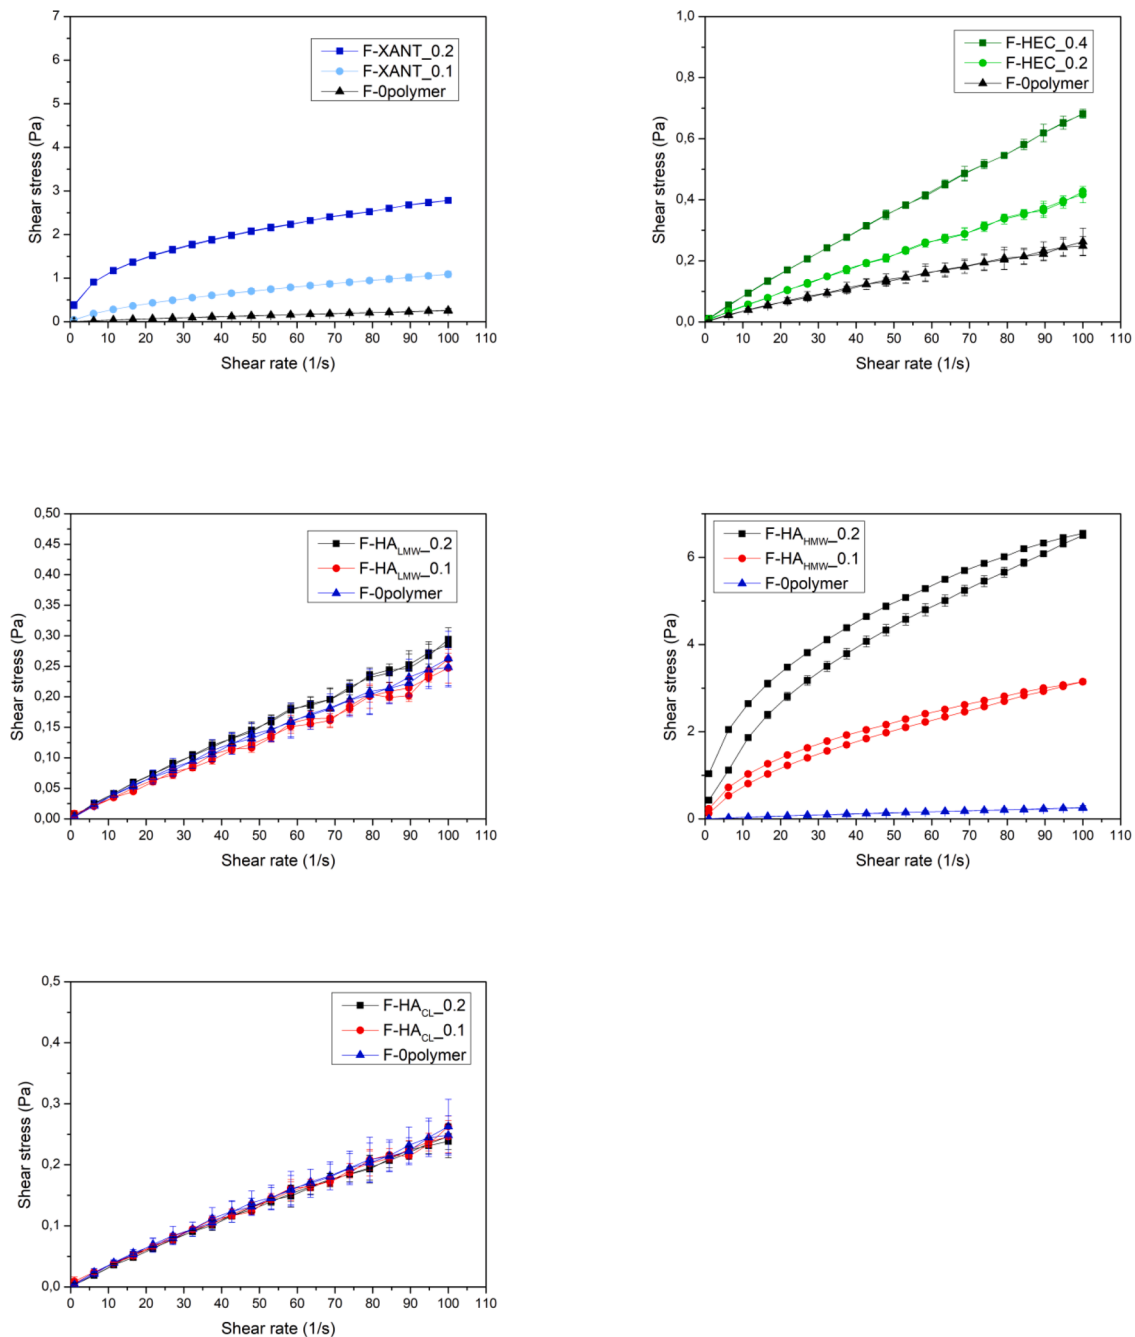 7
6
5
4
3
2
1
0
Shear stress (Pa)
F-XANT_0.2
F-XANT_0.1
F-0polymer
0 10 20 30 40 50 60 70 80 90 100 110
Shear rate (1/s)
1,0
0,8
0,6
0,4
0,2
0,0
Shear stress (Pa)
F-HEC_0.4
F-HEC_0.2
F-0polymer
0 10 20 30 40 50 60 70 80 90 100 110
Shear rate (1/s)
0,50
0,45
0,40
0,35
0,30
0,25
0,20
0,15
0,10
0,05
0,00
Shear stress (Pa)
F-HALMW_0.2
F-HALMW_0.1
F-0polymer
0 10 20 30 40 50 60 70 80 90 100 110
Shear rate (1/s)
6
4
2
0
Shear stress (Pa)
F-HAHMW_0.2
F-HAHMW_0.1
F-0polymer
0 10 20 30 40 50 60 70 80 90 100 110
Shear rate (1/s)
0,5
0,4
0,3
0,2
0,1
0,0
Shear stress (Pa)
F-HACL_0.2
F-HACL_0.1
F-0polymer
0 10 20 30 40 50 60 70 80 90 100 110
Shear rate (1/s)